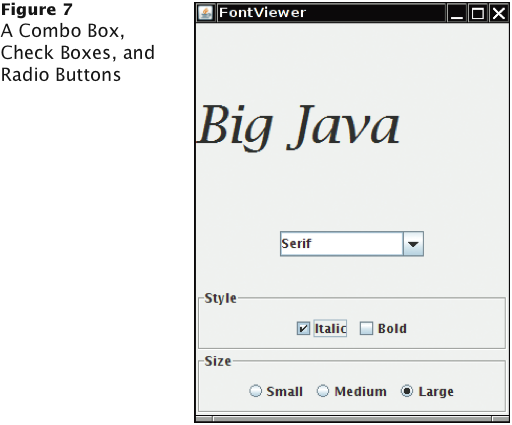 Figure 7
A Combo Box,
Check Boxes, and
Radio Buttons
FontViewer
Big Java
Serif
Style
Italic Bold
Size
Small Medium Large